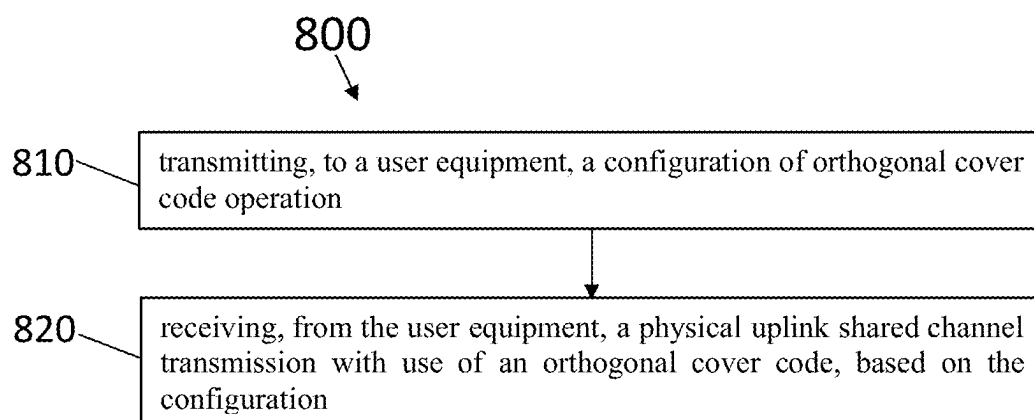 800
810
transmitting, to a user equipment, a configuration of orthogonal cover
code operation
820
receiving, from the user equipment, a physical uplink shared channel
transmission with use of an orthogonal cover code, based on the
configuration